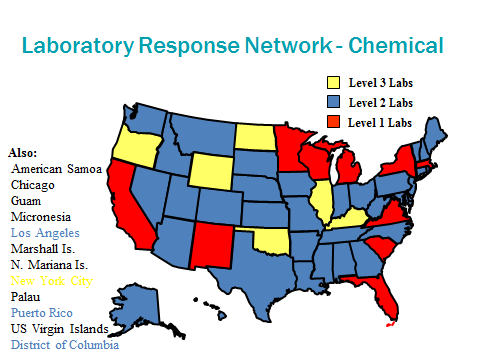 Laboratory Response Network - Chemical
Level 3 Labs
Level 2 Labs
Level 1 Labs
Also:
American Samoa
Chicago
Guam
Micronesia
Los Angeles
Marshall Is.
N. Mariana Is.
New York City
Palau
Puerto Rico
US Virgin Islands
District of Columbia